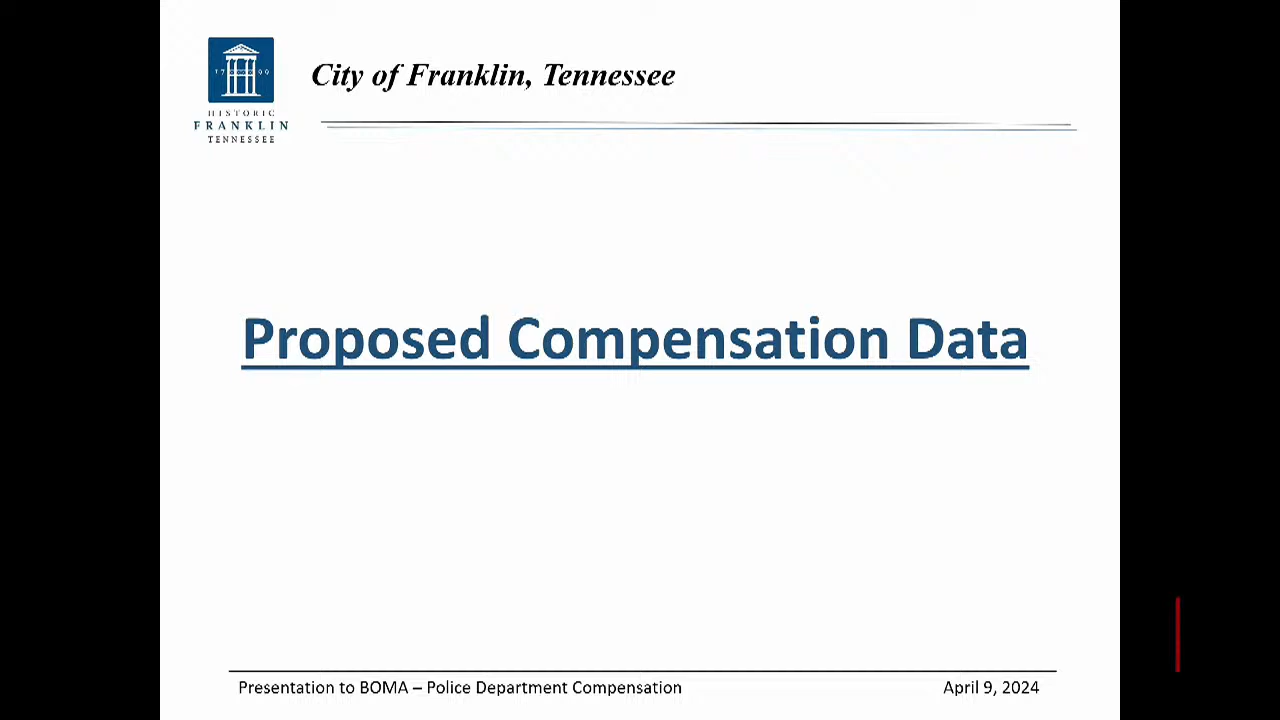 1799
HISTORIC
FRANKLIN
TENNESSEE
City of Franklin, Tennessee
Proposed Compensation Data
Presentation to BOMA – Police Department Compensation
April 9, 2024